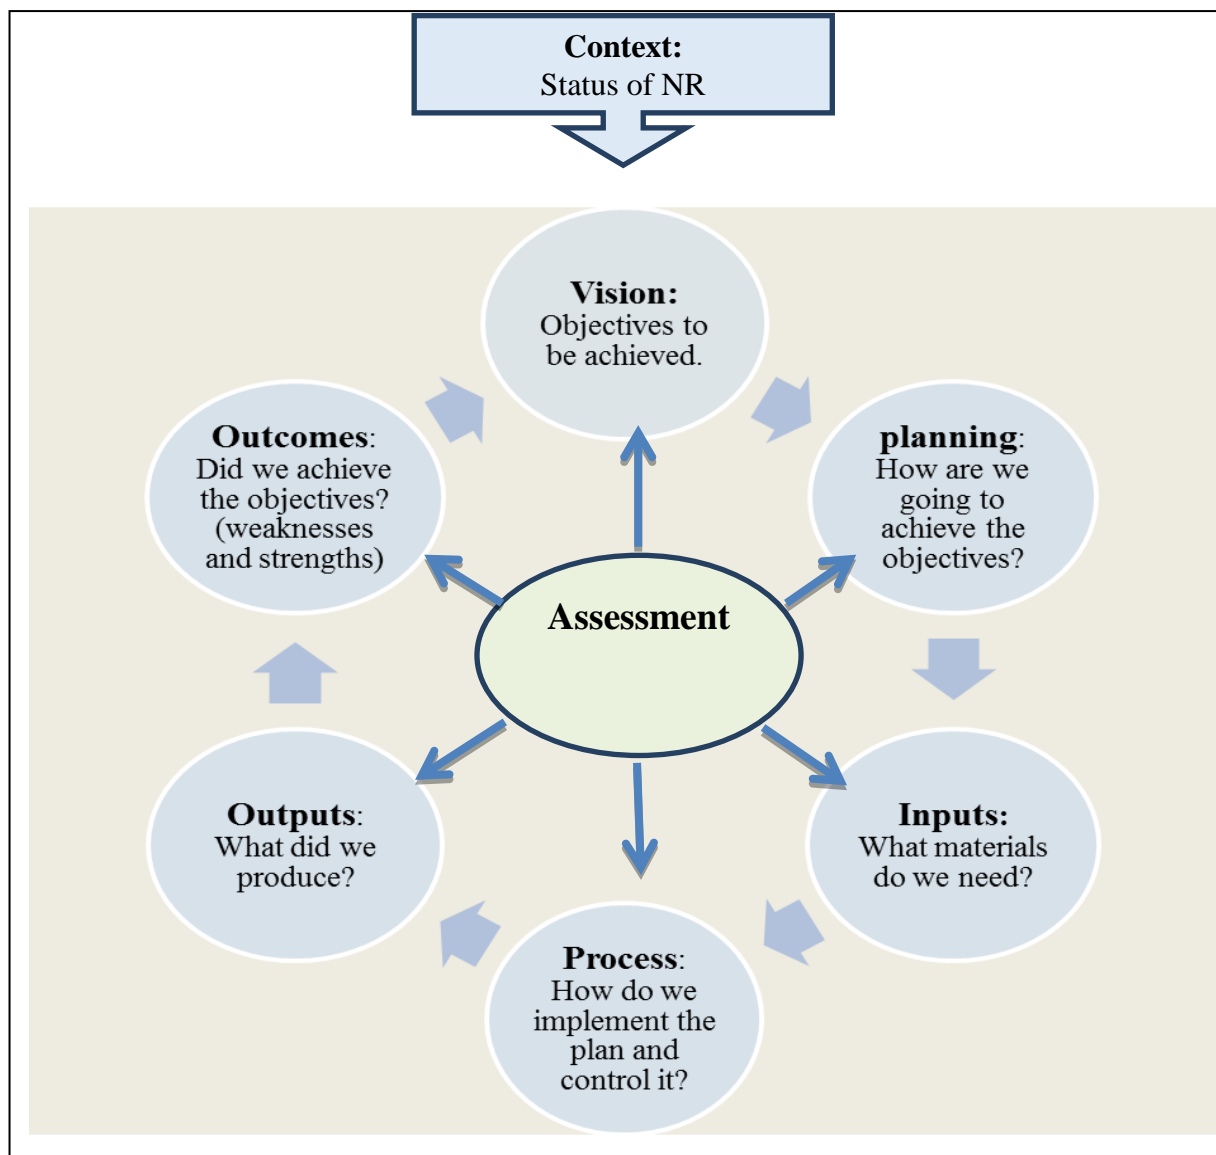 Context:
Status of NR
Vision:
Objectives to
be achieved.
planning:
How are we
going to
achieve the
objectives?
Inputs:
What materials
do we need?
Process:
How do we
implement the
plan and
control it?
Outputs:
What did we
produce?
Outcomes:
Did we achieve
the objectives?
(weaknesses
and strengths)
Assessment